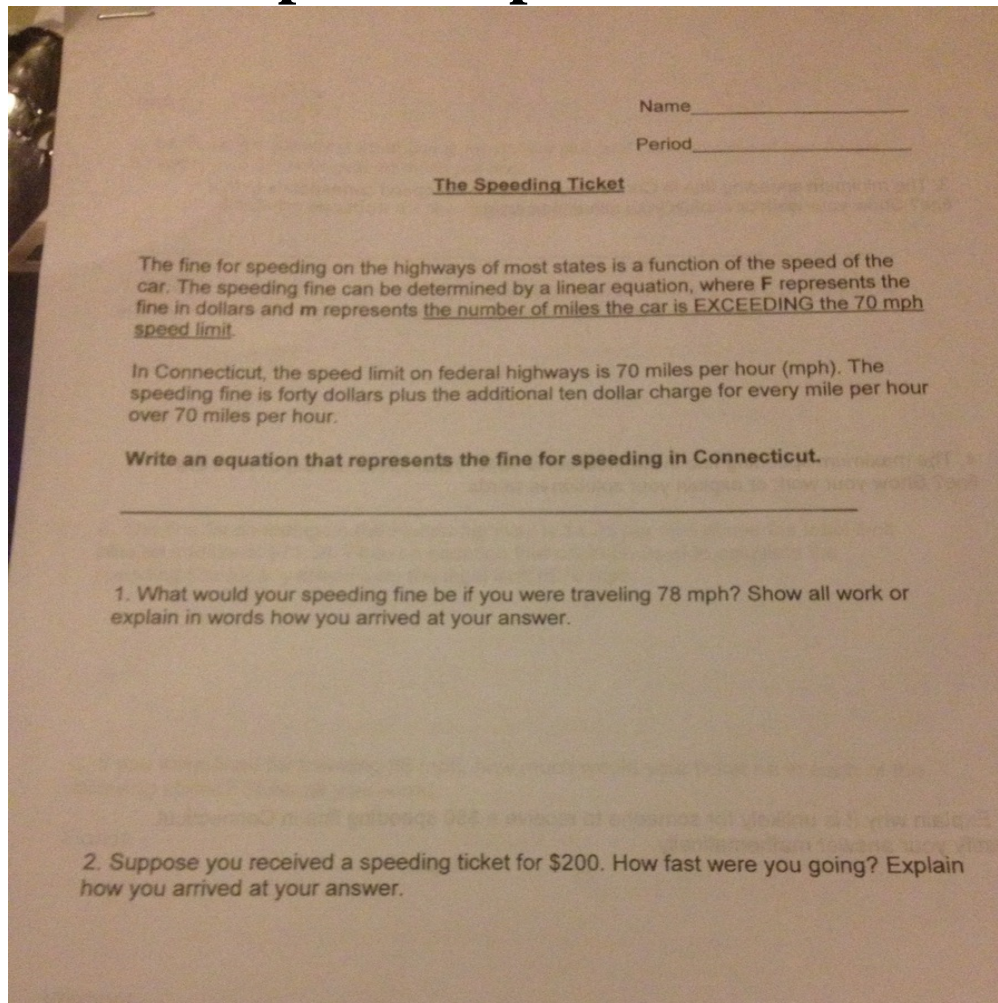 Name
Period
The Speeding Ticket
The fine for speeding on the highways of most states is a function of the speed of the
car. The speeding fine can be determined by a linear equation, where F represents the
fine in dollars and m represents the number of miles the car is EXCEEDING the 70 mph
speed limit.
In Connecticut, the speed limit on federal highways is 70 miles per hour (mph). The
speeding fine is forty dollars plus the additional ten dollar charge for every mile per hour
over 70 miles per hour.
Write an equation that represents the fine for speeding in Connecticut.
1. What would your speeding fine be if you were traveling 78 mph? Show all work or
explain in words how you arrived at your answer.
2. Suppose you received a speeding ticket for $200. How fast were you going? Explain
how you arrived at your answer.